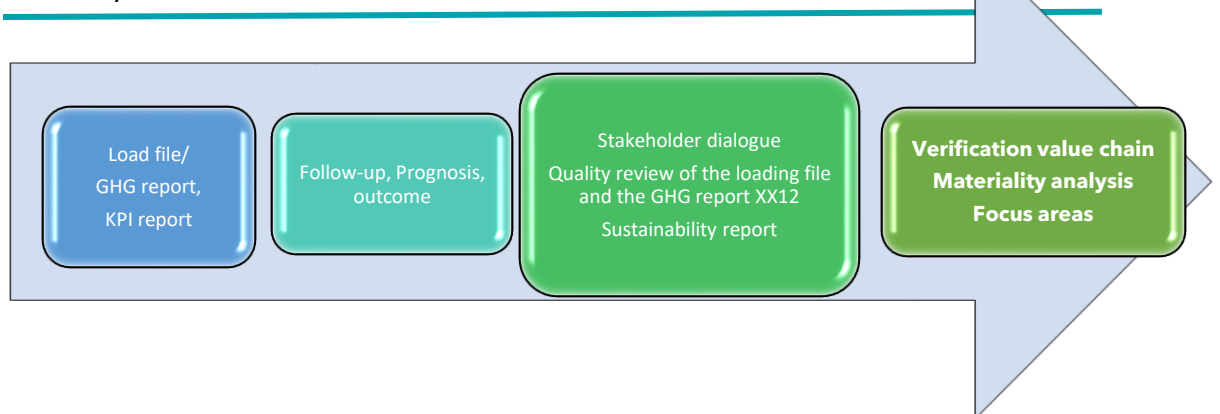 Load file/
GHG report,
KPI report
Follow-up, Prognosis,
outcome
Stakeholder dialogue
Quality review of the loading file
and the GHG report XX12
Sustainability report
Verification value chain
Materiality analysis
Focus areas